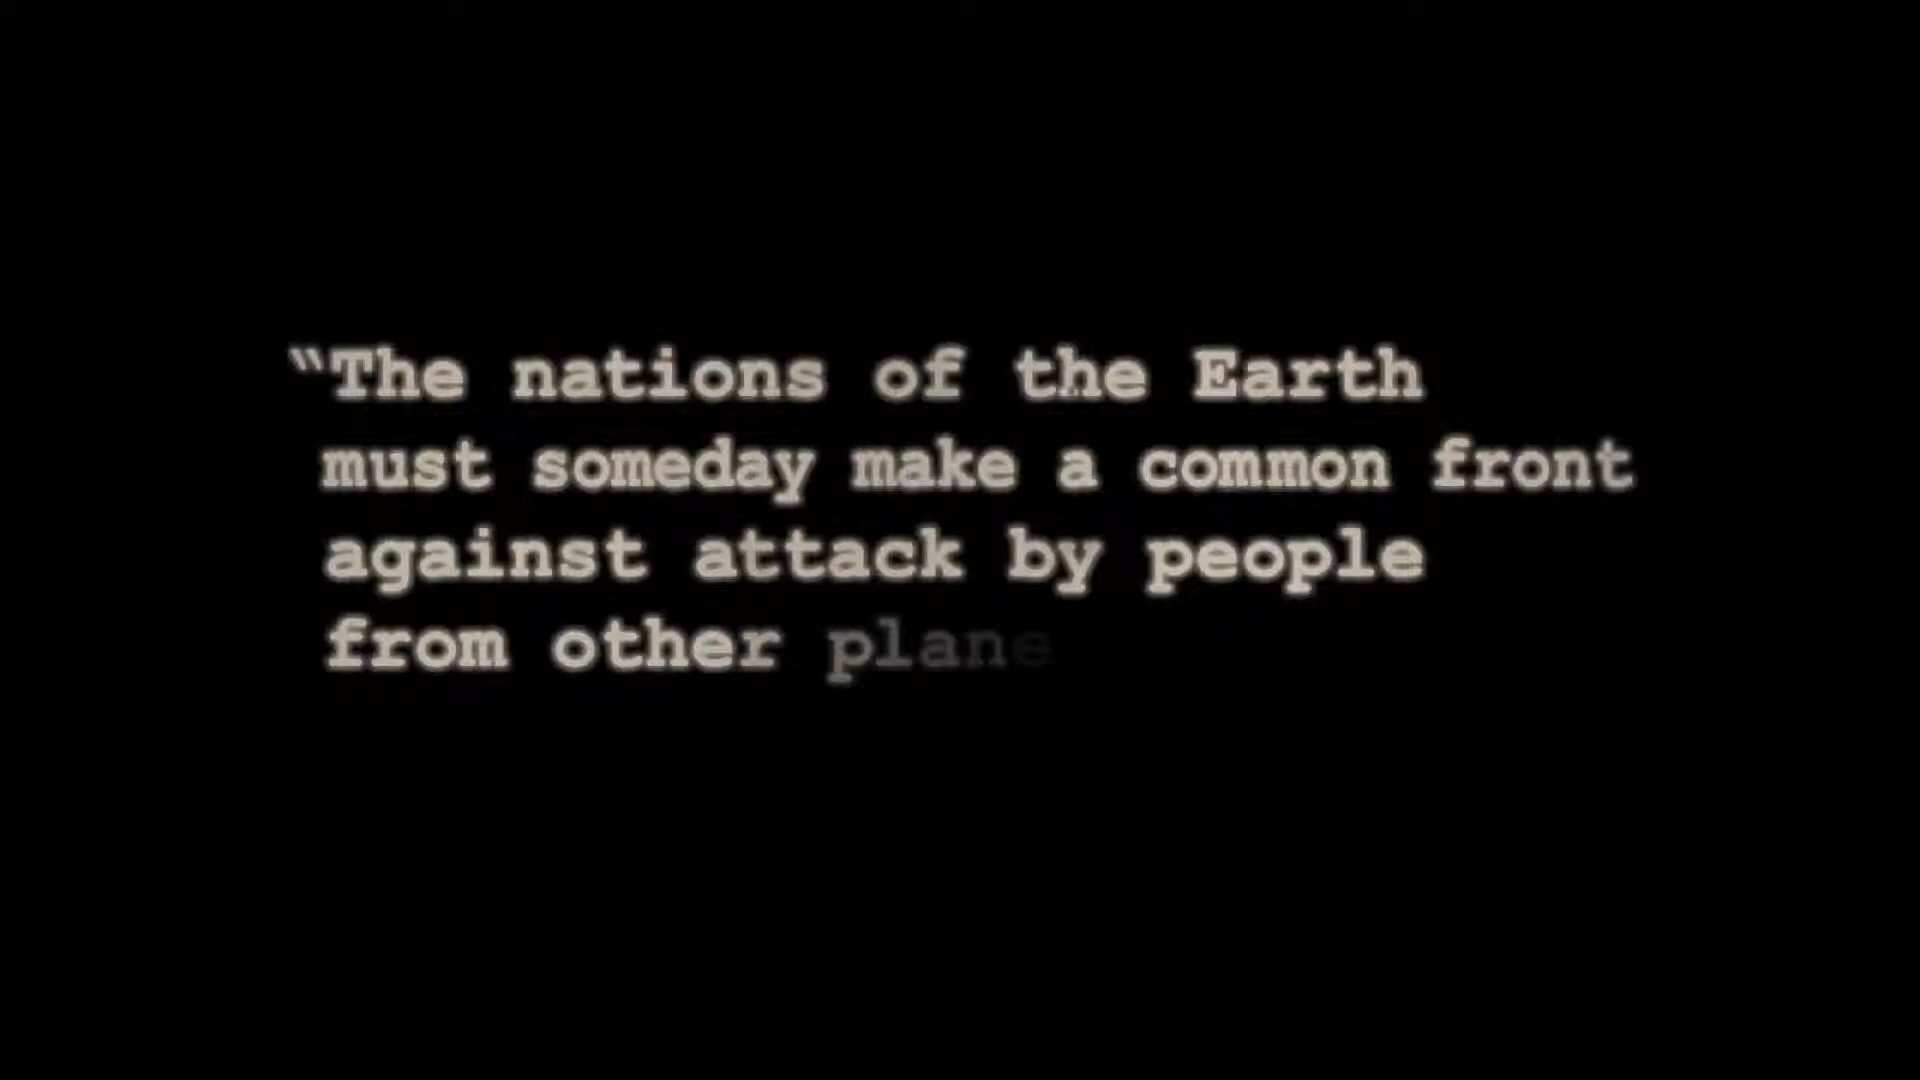 “The nations of the Earth
must someday make a common front
against attack by people
from other plane